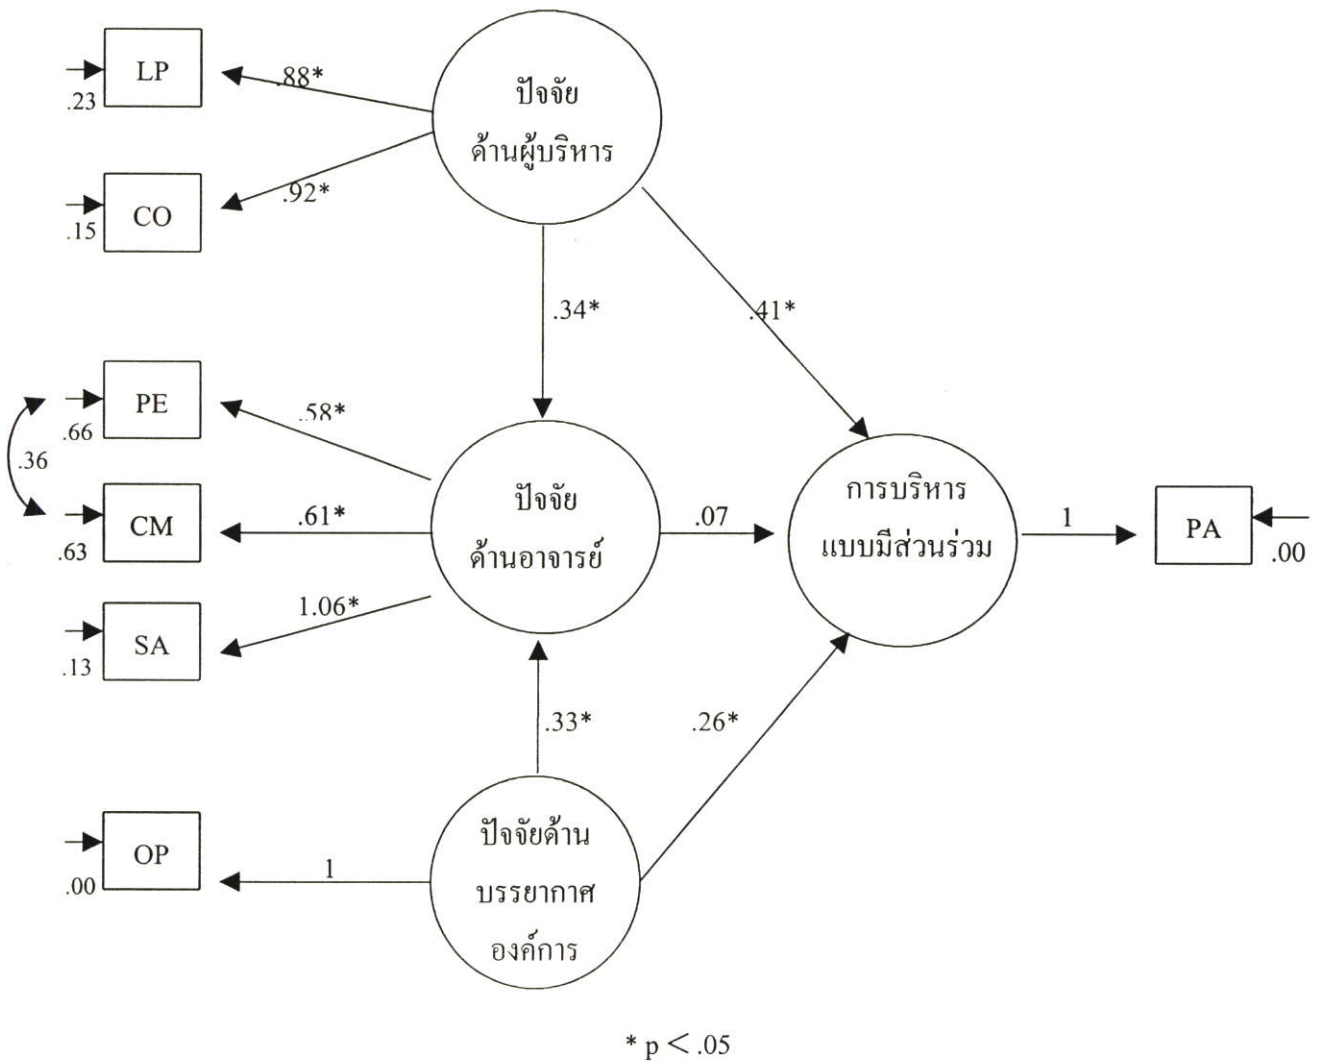 LP
.23
.88*
ปัจจัย
ด้านผู้บริหาร
CO
.15
.92*
.34*
.41*
PE
.66
.58*
.36
CM
.63
.61*
ปัจจัย
ด้านอาจารย์
.07
การบริหาร
แบบมีส่วนร่วม
1
PA
.00
SA
.13
1.06*
.33*
.26*
OP
.00
1
ปัจจัยด้าน
บรรยากาศ
องค์การ
* p < .05